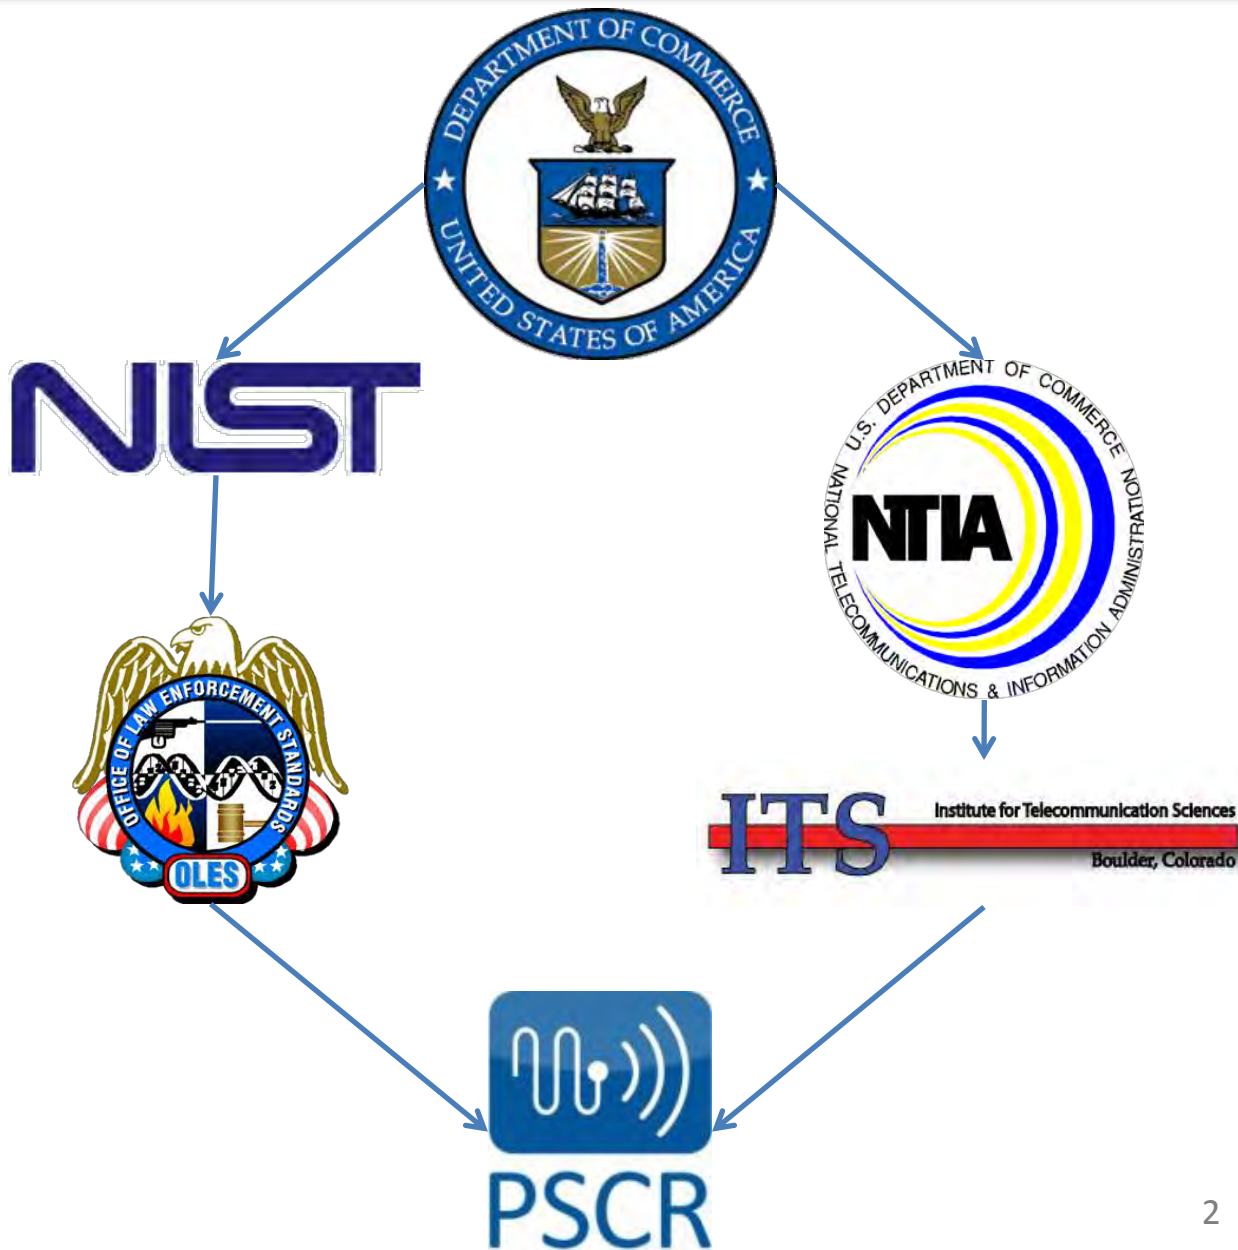 DEPARTMENT OF COMMERCE
UNITED STATES OF AMERICA
NIST
U.S. DEPARTMENT OF COMMERCE
NATIONAL TELECOMMUNICATIONS & INFORMATION ADMINISTRATION
NTIA
OFFICE OF LAW ENFORCEMENT STANDARDS
OLES
ITS
Institute for Telecommunication Sciences
Boulder, Colorado
PSCR
2